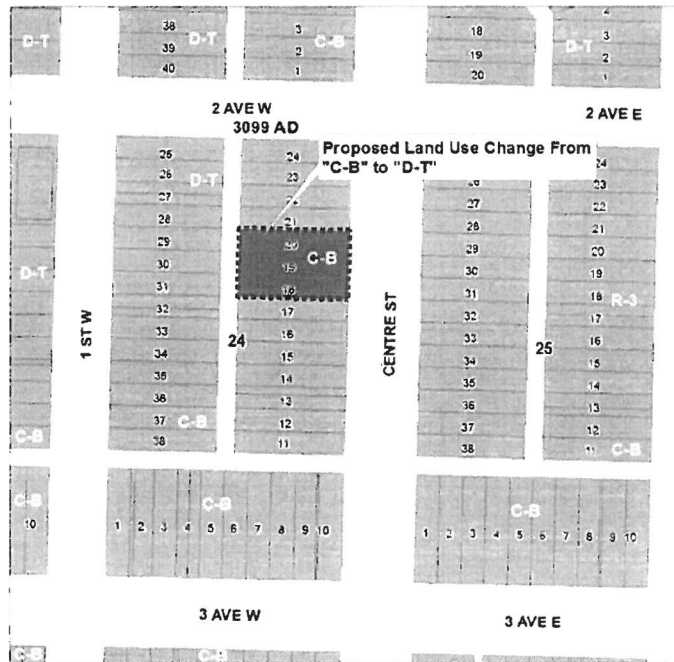 D-T
38
39
D-T
40
3
2
C-B
1
18
19
20
2
3
D-T
2
1
2 AVE W
2 AVE E
3099 AD
Proposed Land Use Change From
"C-B" to "D-T"
25
26
D-T
27
28
29
30
31
32
33
34
35
36
37
C-B
38
24
23
22
21
20
C-B
19
18
17
16
15
14
13
12
11
26
27
28
29
30
31
32
33
34
35
36
37
38
24
23
22
21
20
19
18
R-3
17
16
15
14
13
12
11
C-B
D-T
C-B
1 ST W
24
CENTRE ST
25
C-B
10
C-B
1 2 3 4 5 6 7 8 9 10
C-B
1 2 3 4 5 6 7 8 9 10
3 AVE W
3 AVE E
C-B
C-B